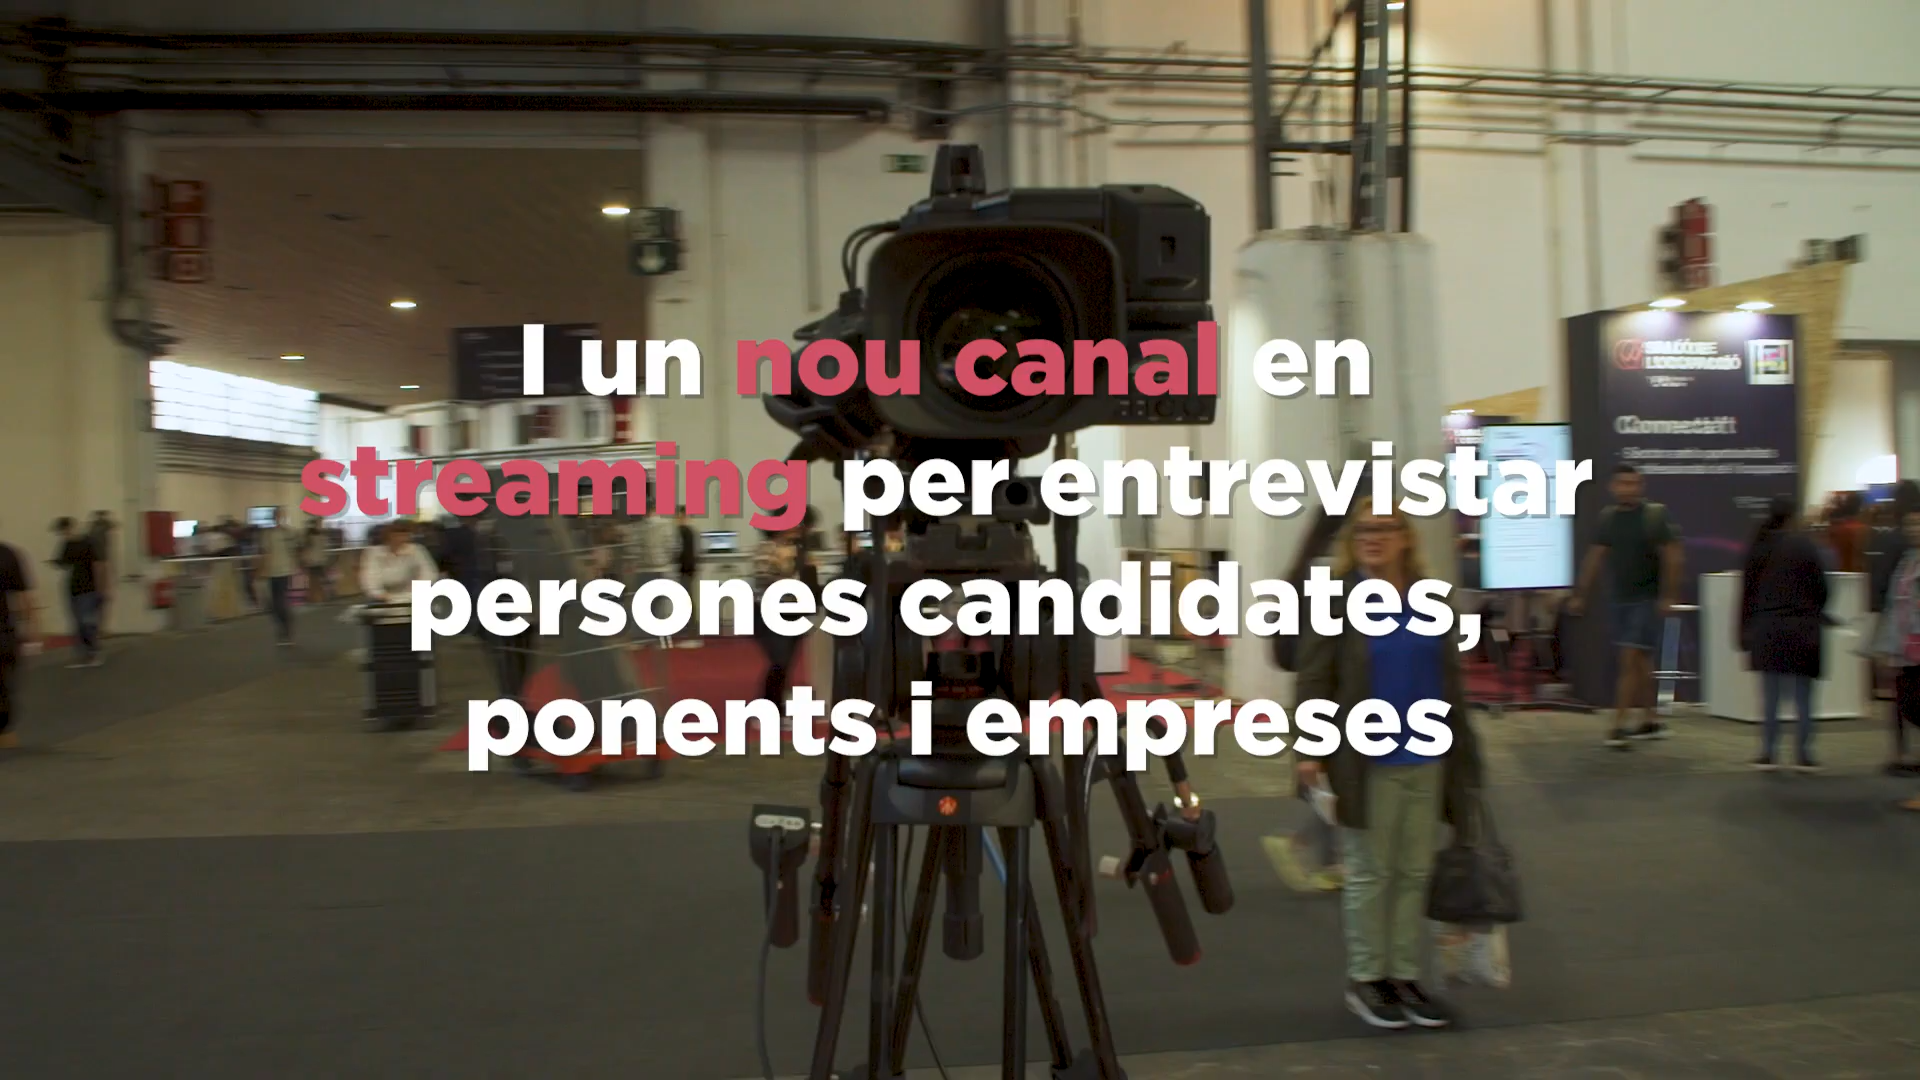 I un nou canal en
streaming per entrevistar
persones candidates,
ponents i empreses